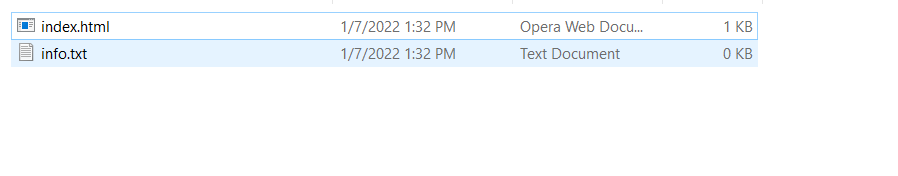 index.html 1/7/2022 1:32 PM Opera Web Docu... 1 KB
info.txt 1/7/2022 1:32 PM Text Document 0 KB